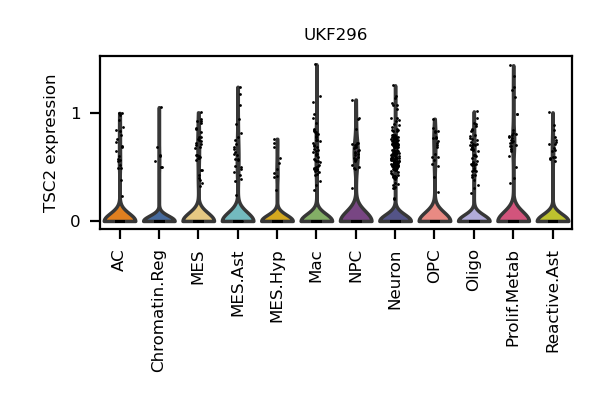 UKF296
TSC2 expression
1
0
AC
Chromatin.Reg
MES
MES.Ast
MES.Hyp
Mac
NPC
Neuron
OPC
Oligo
Prolif.Metab
Reactive.Ast